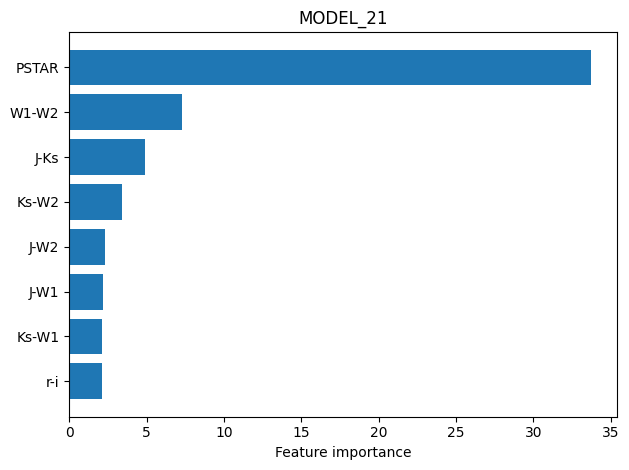 MODEL_21
PSTAR
W1-W2
J-Ks
Ks-W2
J-W2
J-W1
Ks-W1
r-i
0 5 10 15 20 25 30 35
Feature importance